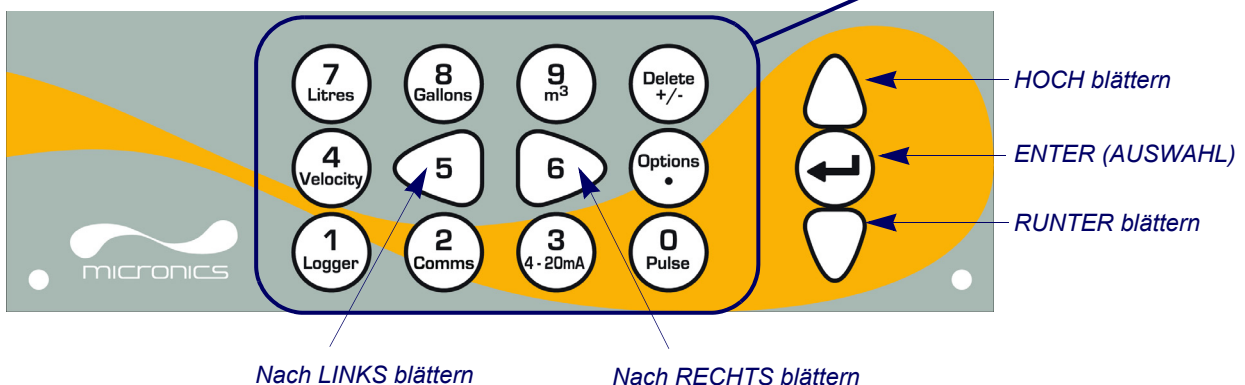 7
Litres
8
Gallons
9
m³
Delete
+/-
HOCH blättern
4
Velocity
5
6
Options
•
ENTER (AUSWAHL)
1
Logger
2
Comms
3
4 - 20mA
0
Pulse
RUNTER blättern
micronics
Nach LINKS blättern
Nach RECHTS blättern